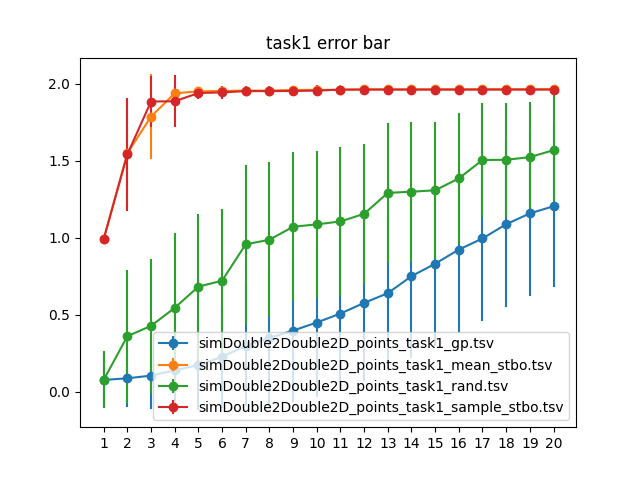 task1 error bar
2.0
1.5
1.0
0.5
0.0
simDouble2Double2D_points_task1_gp.tsv
simDouble2Double2D_points_task1_mean_stbo.tsv
simDouble2Double2D_points_task1_rand.tsv
simDouble2Double2D_points_task1_sample_stbo.tsv
1 2 3 4 5 6 7 8 9 10 11 12 13 14 15 16 17 18 19 20